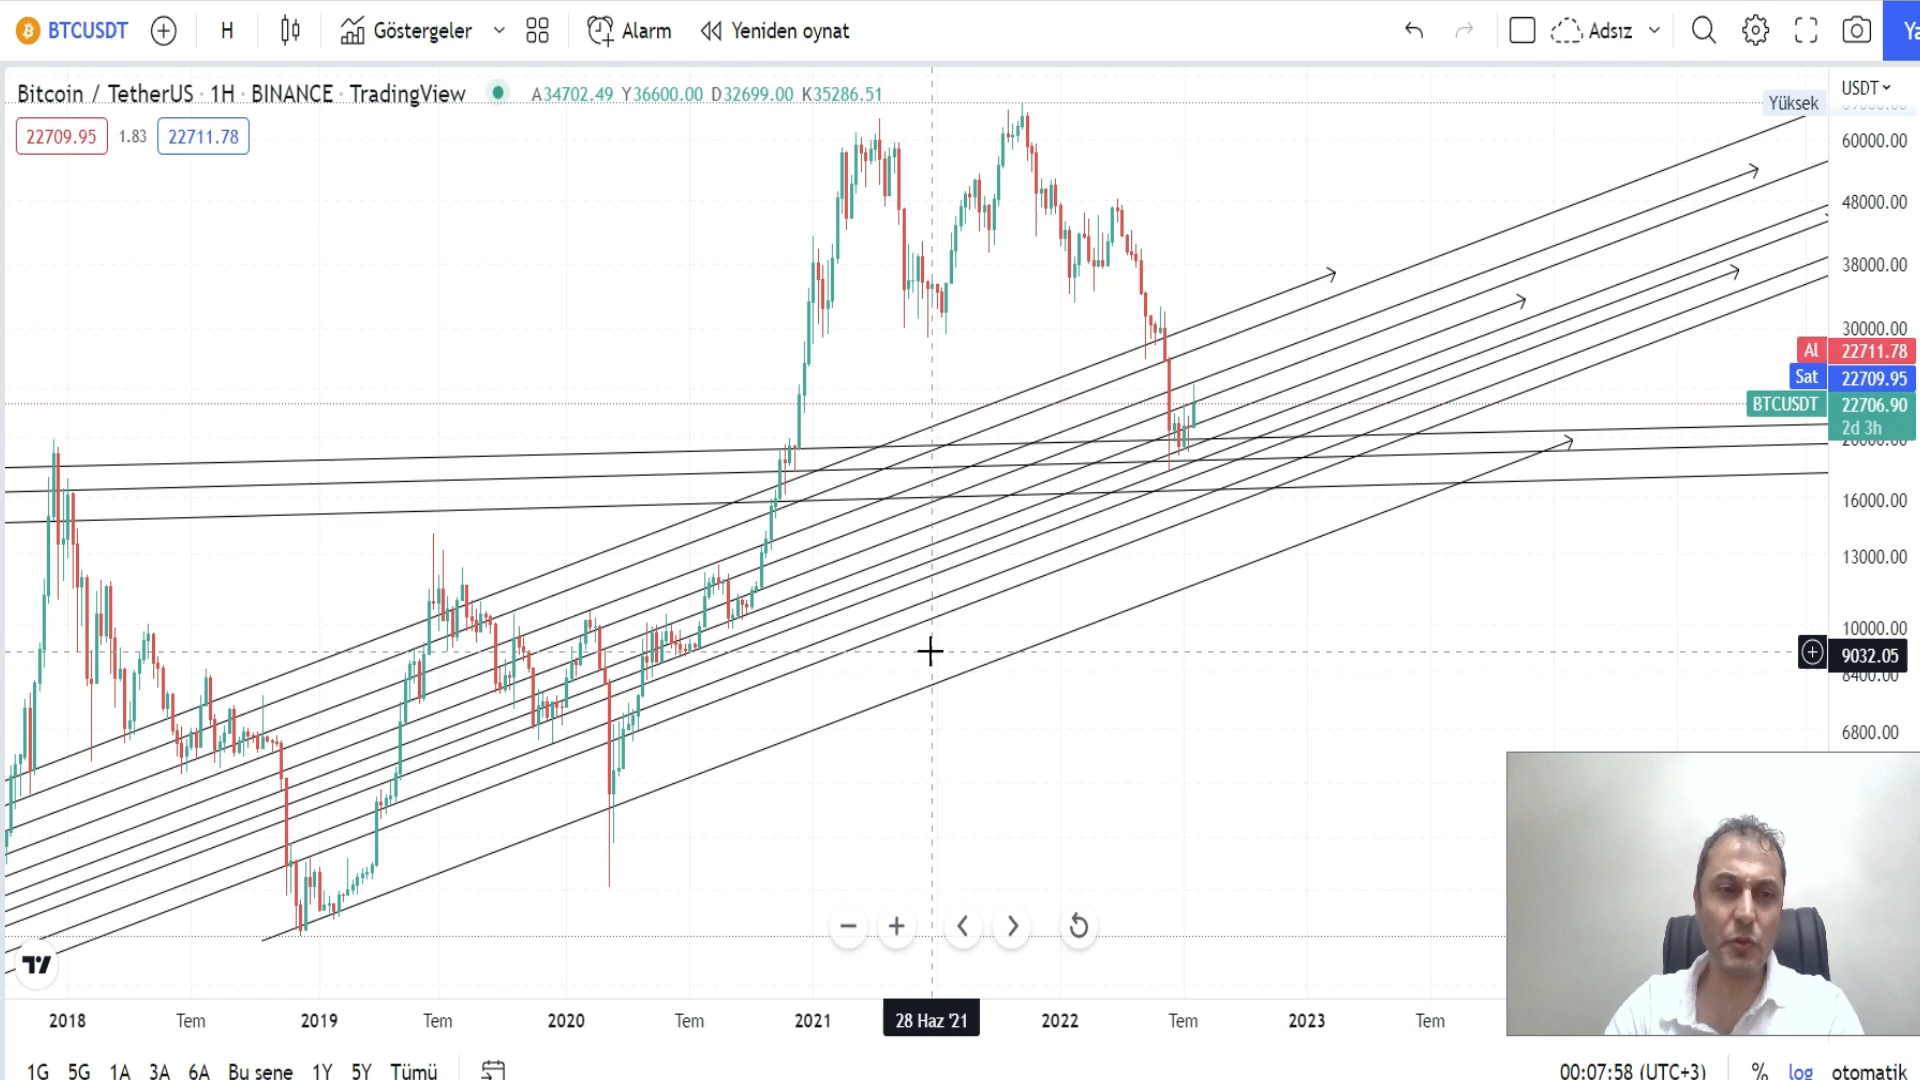 BTCUSDT H Göstergeler Alarm Yeniden oynat Adsız
Bitcoin / TetherUS · 1H · BINANCE · TradingView A34702.49 Y36600.00 D32699.00 K35286.51 USDT
Yüksek
22709.95 1.83 22711.78
60000.00
48000.00
38000.00
30000.00
Al 22711.78
Sat 22709.95
BTCUSDT 22706.90
2d 3h
16000.00
13000.00
10000.00
9032.05
8400.00
6800.00
2018 Tem 2019 Tem 2020 Tem 2021 28 Haz '21 2022 Tem 2023 Tem
1G 5G 1A 3A 6A Bu sene 1Y 5Y Tümü 00:07:58 (UTC+3) % log otomatik